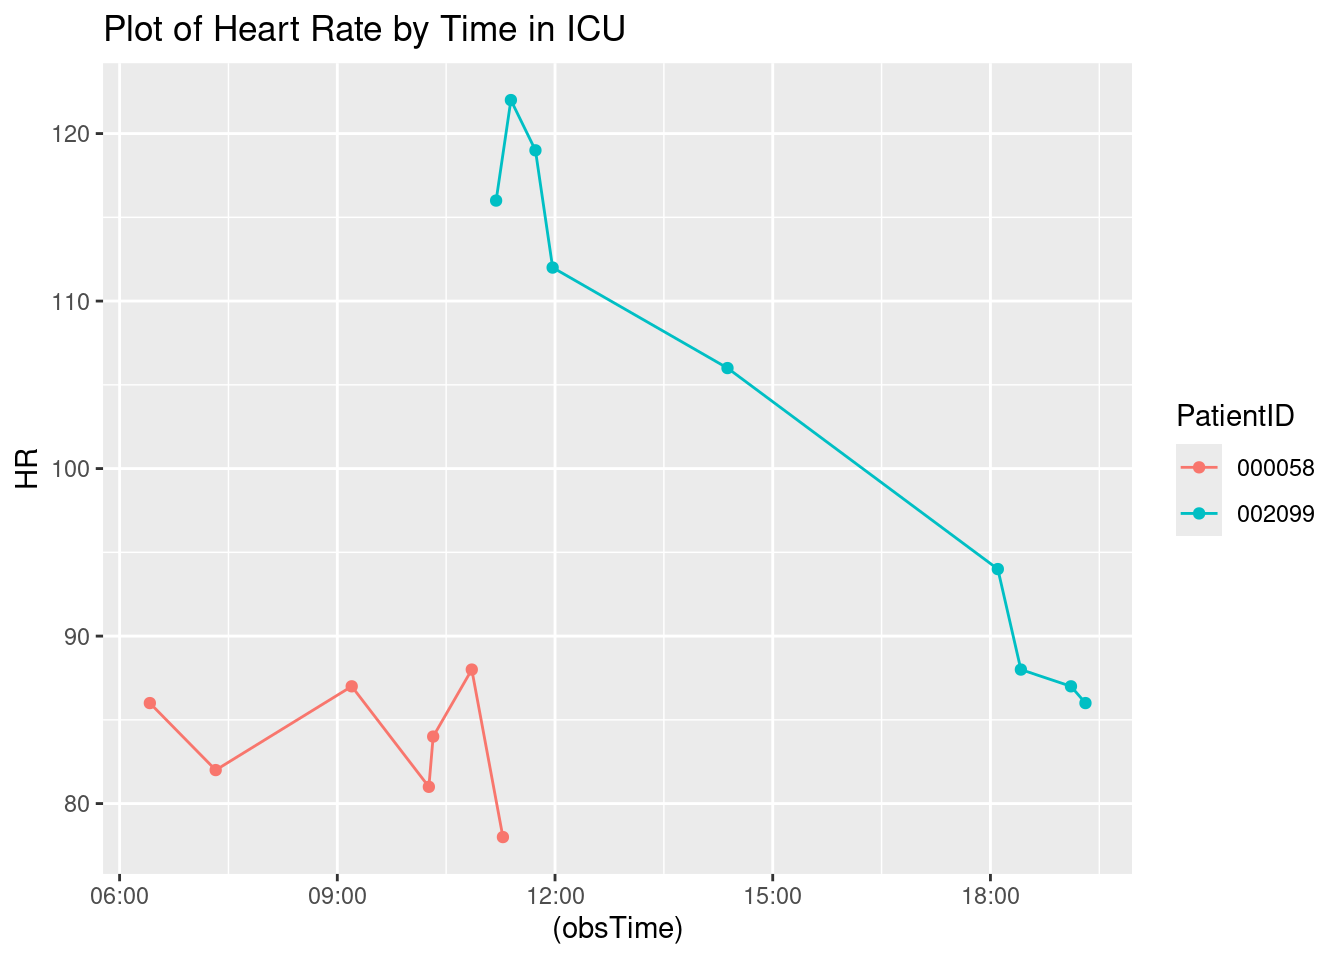 Plot of Heart Rate by Time in ICU
120
110
100
90
80
HR
06:00 09:00 12:00 15:00 18:00
(obsTime)
PatientID
000058
002099